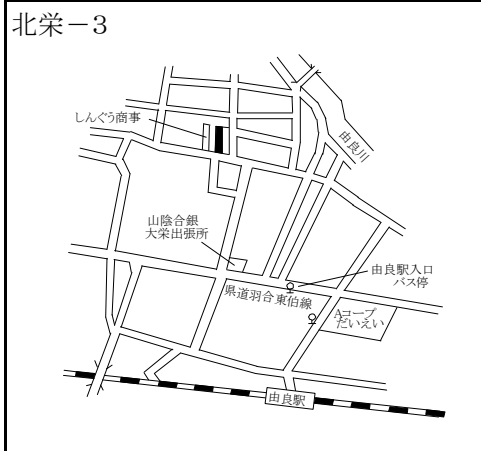 北栄－3
しんぐう商事
由良川
山陰合銀
大栄出張所
由良駅入口
バス停
県道羽合東伯線
Aコープ
だいえい
由良駅